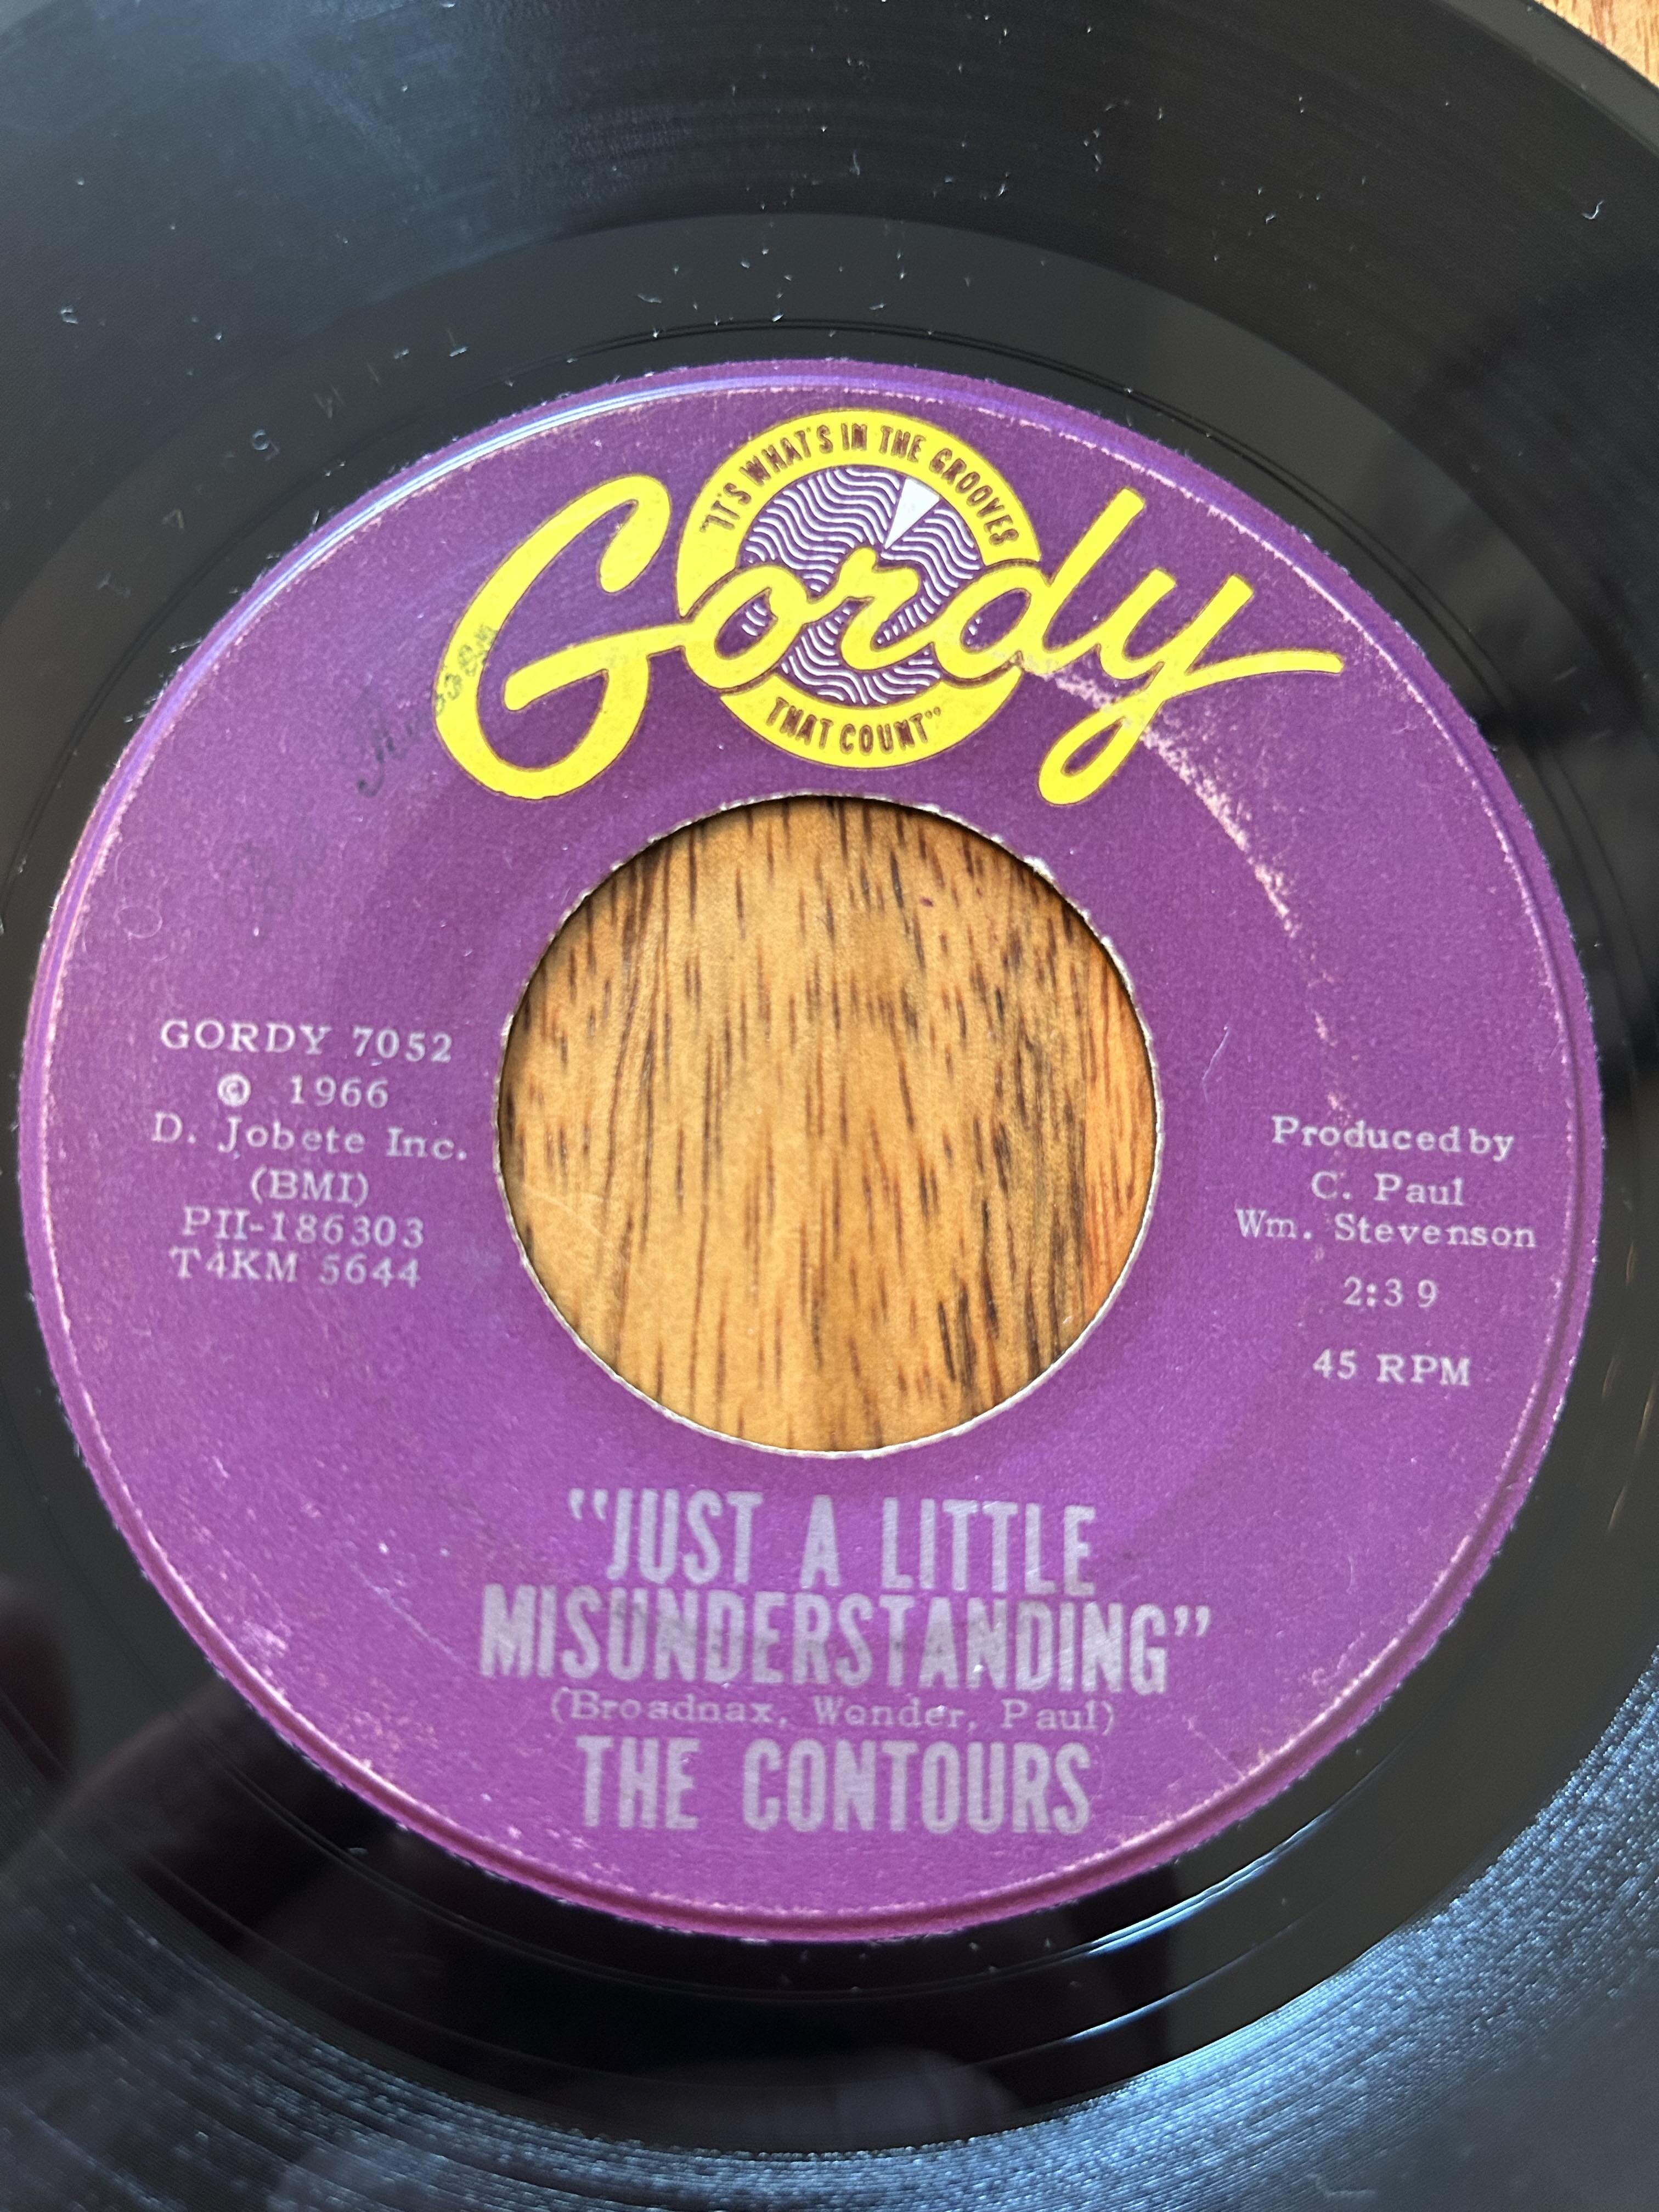 "IT'S WHAT'S IN THE GROOVES
Gordy
THAT COUNT"
GORDY 7052
© 1966
D. Jobete Inc.
(BMI)
PII-186303
T4KM 5644
Produced by
C. Paul
Wm. Stevenson
2:39
45 RPM
"JUST A LITTLE
MISUNDERSTANDING"
(Broadnax, Wonder, Paul)
THE CONTOURS